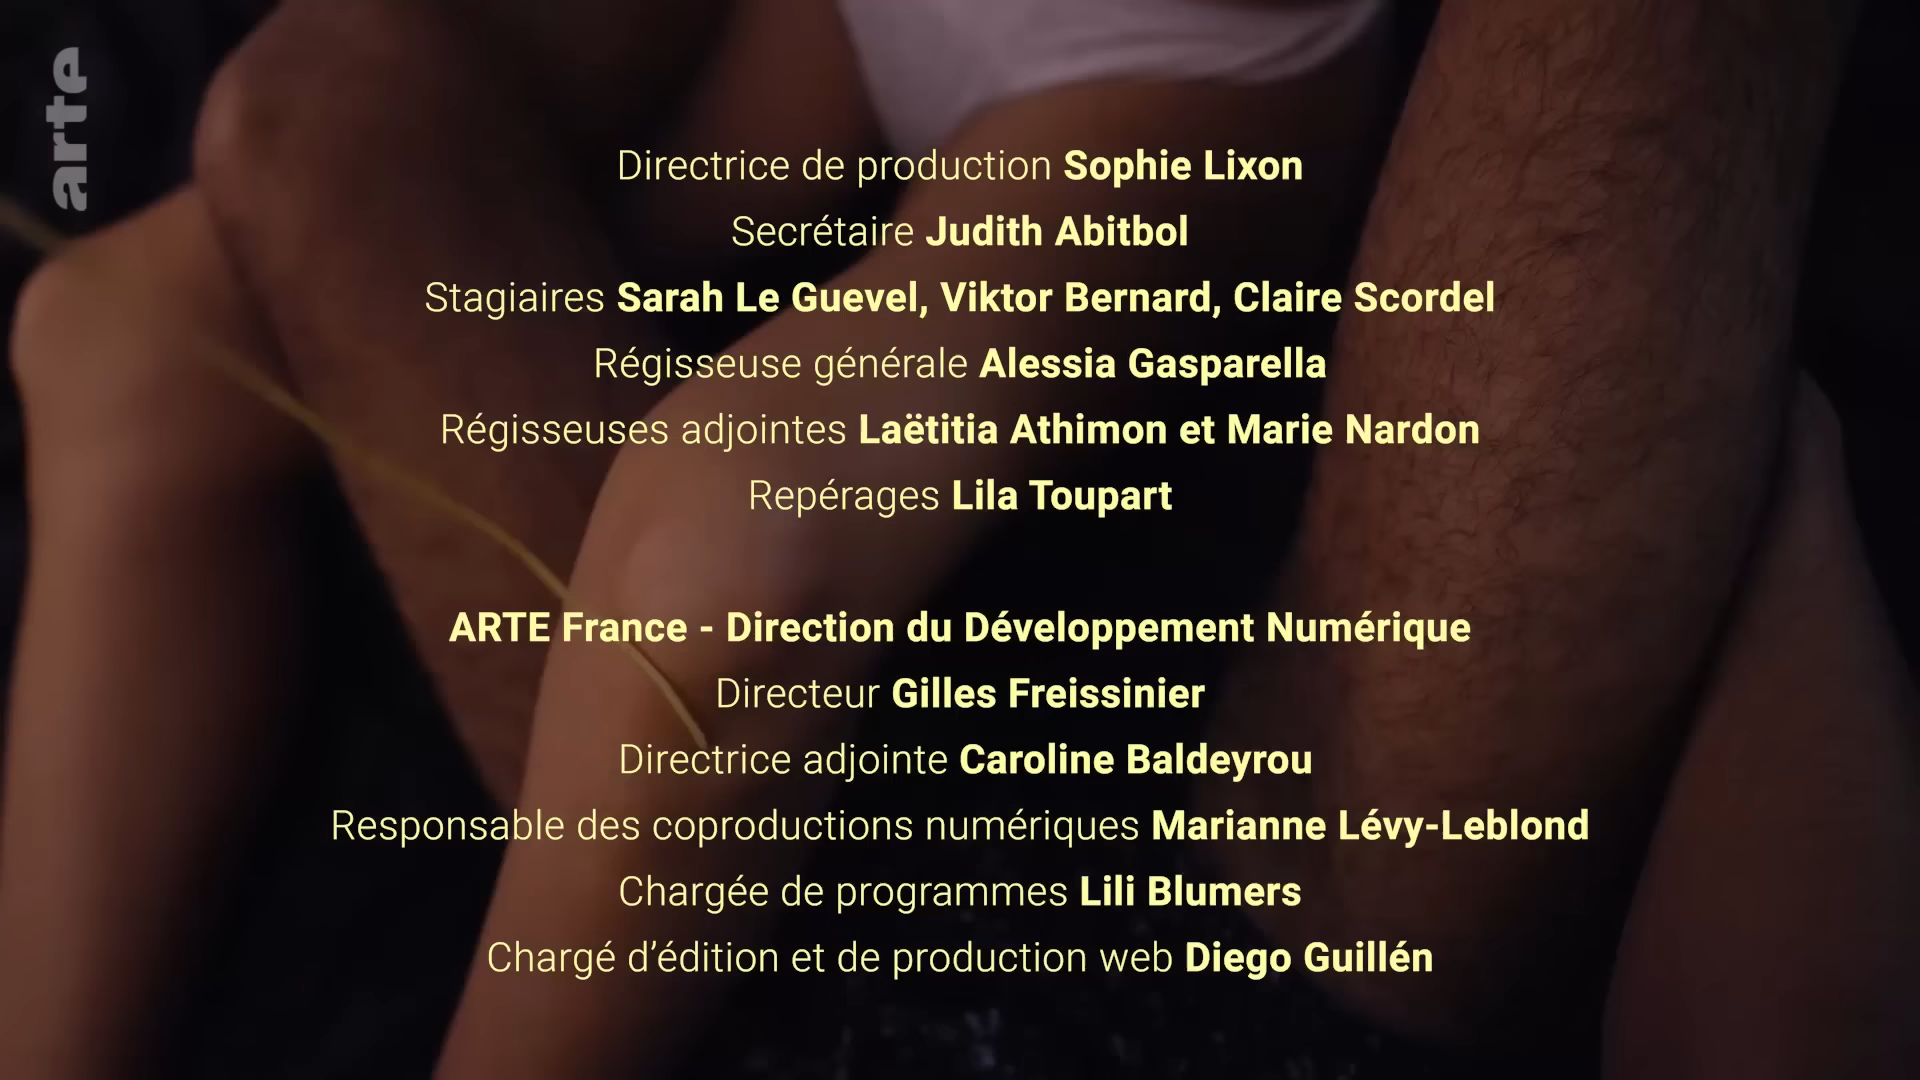 arte
Directrice de production Sophie Lixon
Secrétaire Judith Abitbol
Stagiaires Sarah Le Guevel, Viktor Bernard, Claire Scordel
Régisseuse générale Alessia Gasparella
Régisseuses adjointes Laëtitia Athimon et Marie Nardon
Repérages Lila Toupart
ARTE France - Direction du Développement Numérique
Directeur Gilles Freissinier
Directrice adjointe Caroline Baldeyrou
Responsable des coproductions numériques Marianne Lévy-Leblond
Chargée de programmes Lili Blumers
Chargé d’édition et de production web Diego Guillén